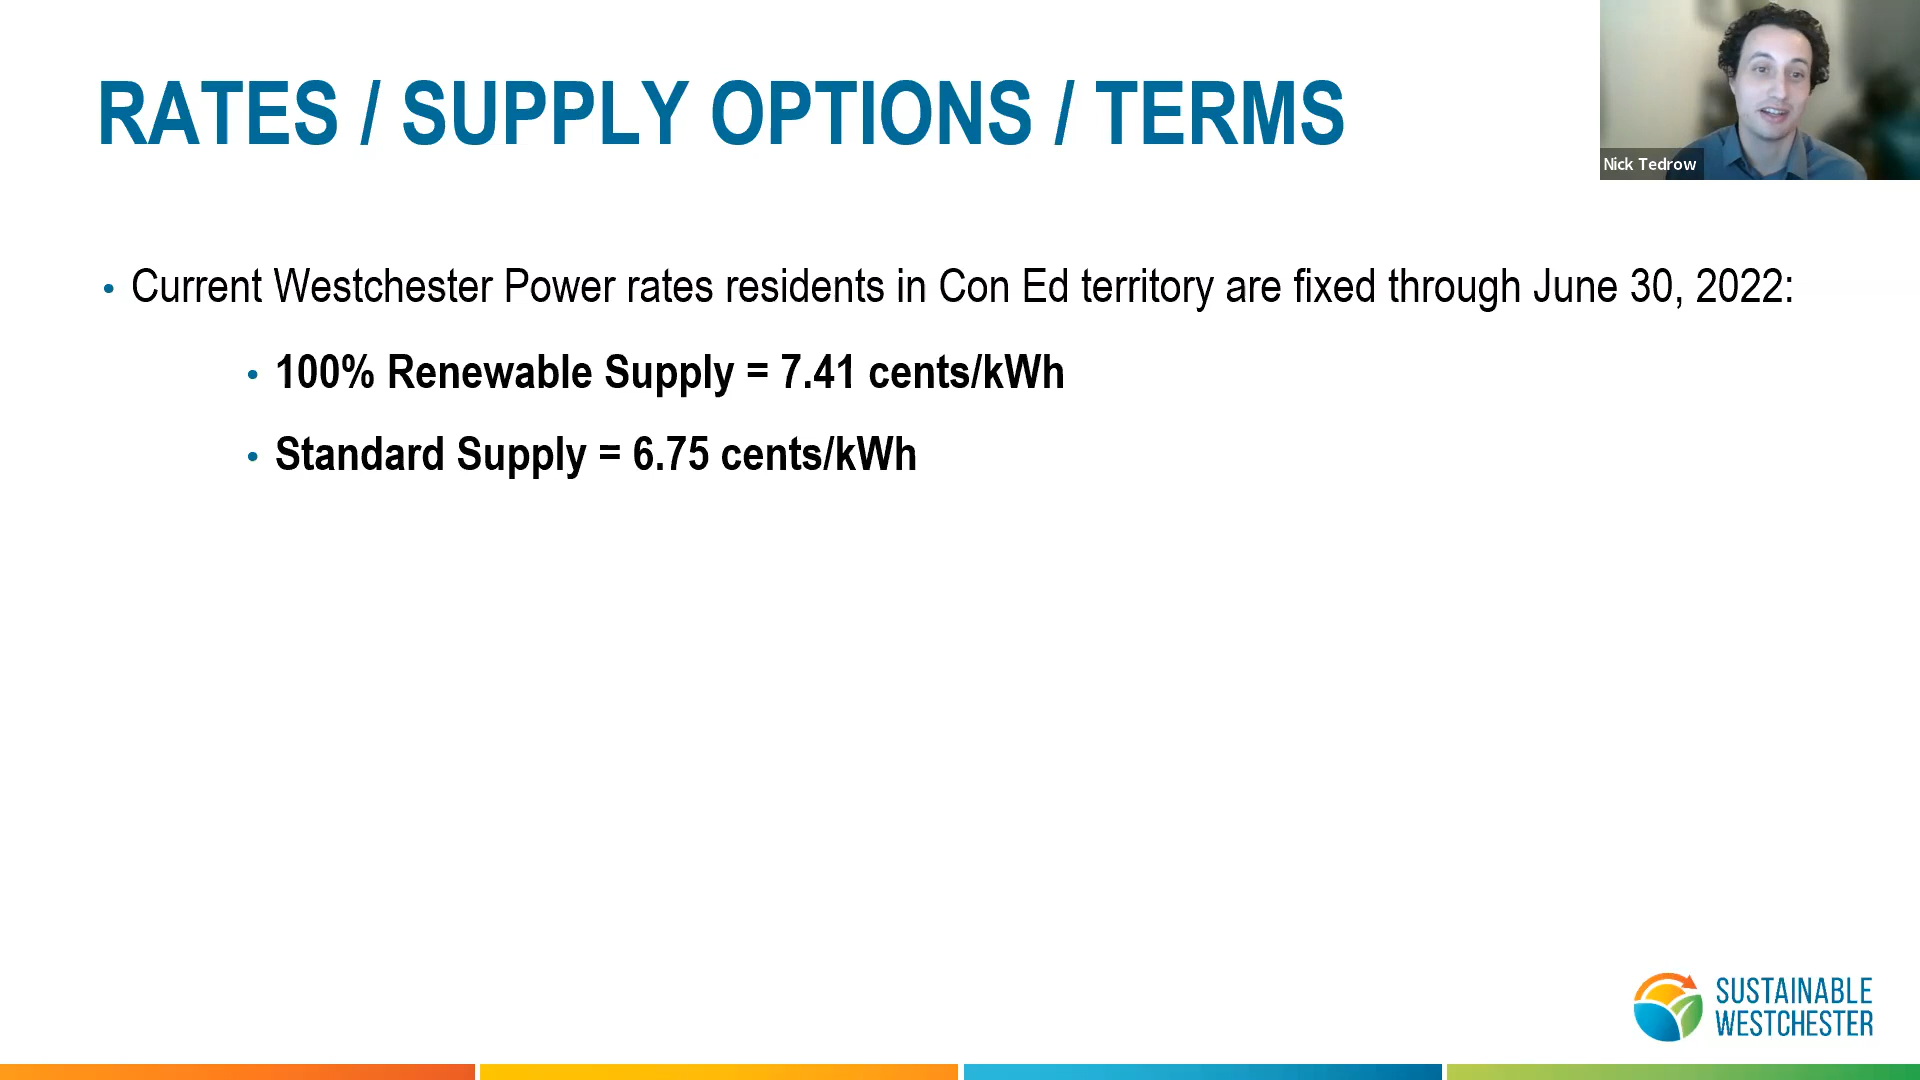 RATES / SUPPLY OPTIONS / TERMS
Nick Tedrow
• Current Westchester Power rates residents in Con Ed territory are fixed through June 30, 2022:
• 100% Renewable Supply = 7.41 cents/kWh
• Standard Supply = 6.75 cents/kWh
SUSTAINABLE
WESTCHESTER